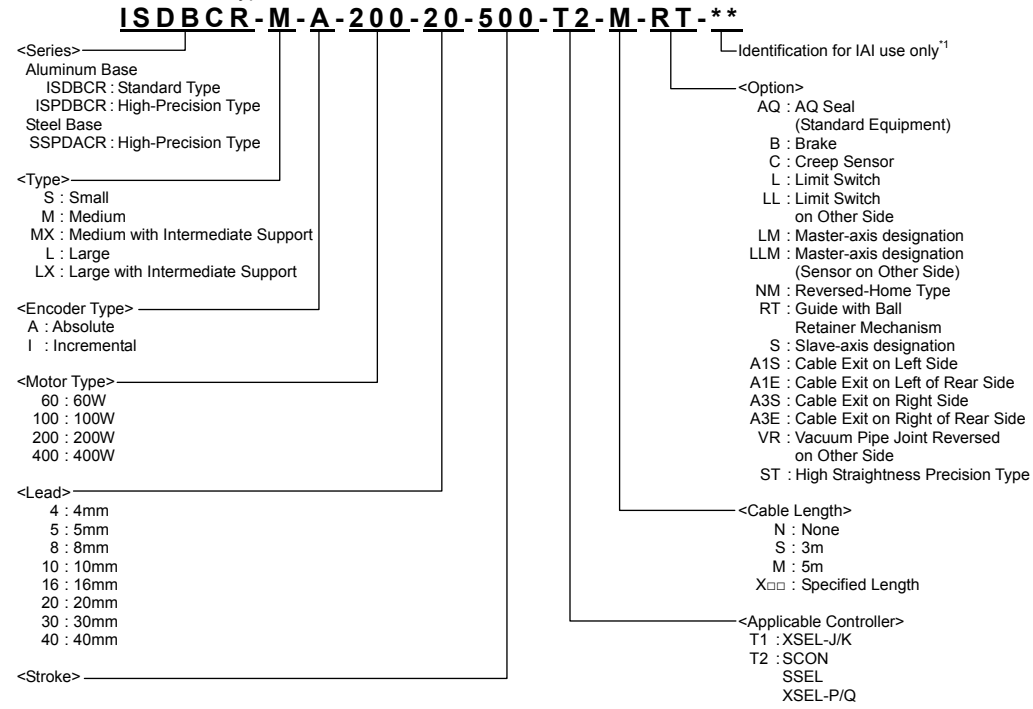 ISDBCR-M-A-200-20-500-T2-M-RT-**
<Series>
Aluminum Base
ISDBCR : Standard Type
ISPDBCR : High-Precision Type
Steel Base
SSPDACR : High-Precision Type
<Type>
S : Small
M : Medium
MX : Medium with Intermediate Support
L : Large
LX : Large with Intermediate Support
<Encoder Type>
A : Absolute
I : Incremental
<Motor Type>
60 : 60W
100 : 100W
200 : 200W
400 : 400W
<Lead>
4 : 4mm
5 : 5mm
8 : 8mm
10 : 10mm
16 : 16mm
20 : 20mm
30 : 30mm
40 : 40mm
<Stroke>
Identification for IAI use only*1
<Option>
AQ : AQ Seal
(Standard Equipment)
B : Brake
C : Creep Sensor
L : Limit Switch
LL : Limit Switch
on Other Side
LM : Master-axis designation
LLM : Master-axis designation
(Sensor on Other Side)
NM : Reversed-Home Type
RT : Guide with Ball
Retainer Mechanism
S : Slave-axis designation
A1S : Cable Exit on Left Side
A1E : Cable Exit on Left of Rear Side
A3S : Cable Exit on Right Side
A3E : Cable Exit on Right of Rear Side
VR : Vacuum Pipe Joint Reversed
on Other Side
ST : High Straightness Precision Type
<Cable Length>
N : None
S : 3m
M : 5m
X□□ : Specified Length
<Applicable Controller>
T1 : XSEL-J/K
T2 : SCON
SSEL
XSEL-P/Q